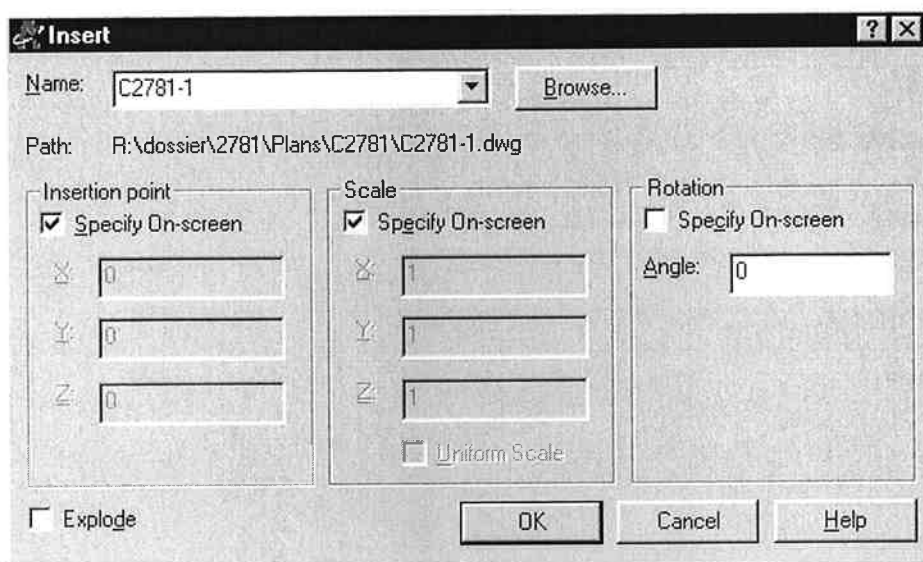 Insert
Name: C2781-1 Browse...
Path: R:\dossier\2781\Plans\C2781\C2781-1.dwg
Insertion point
Specify On-screen
X: 0
Y: 0
Z: 0
Scale
Specify On-screen
X: 1
Y: 1
Z: 1
Uniform Scale
Rotation
Specify On-screen
Angle: 0
Explode
OK Cancel Help